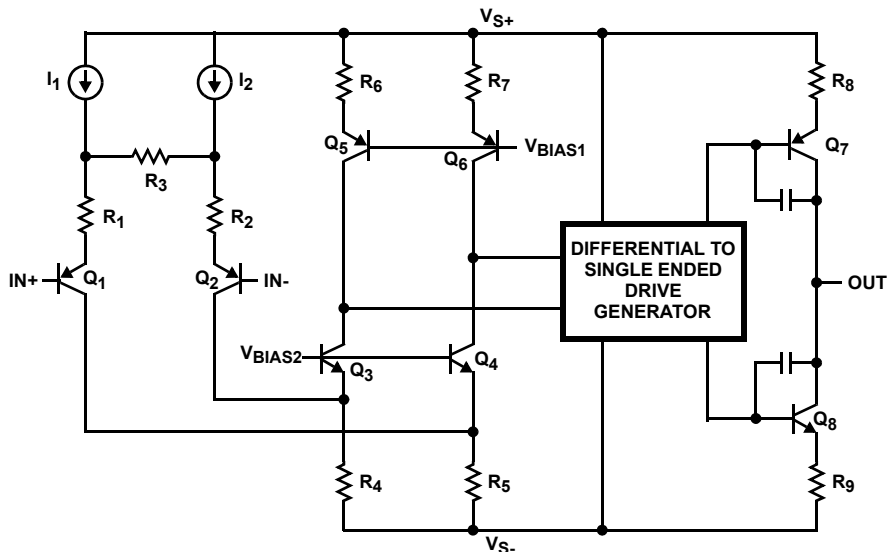 VS+
I1
I2
R6
R7
R8
Q5
Q6
VBIAS1
Q7
R3
R1
R2
IN+
Q1
Q2
IN-
DIFFERENTIAL TO
SINGLE ENDED
DRIVE
GENERATOR
OUT
VBIAS2
Q3
Q4
Q8
R4
R5
R9
VS-